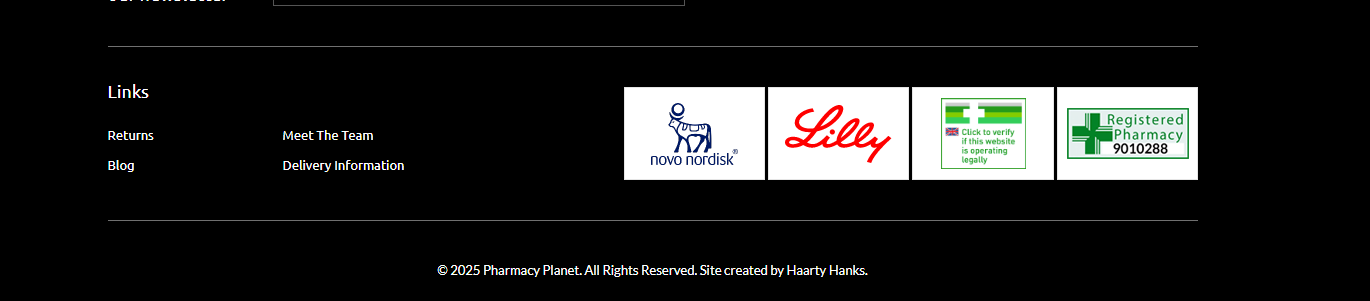 Links
Returns
Meet The Team
Blog
Delivery Information
novo nordisk®
Lilly
Click to verify
if this website
is operating
legally
Registered
Pharmacy
9010288
© 2025 Pharmacy Planet. All Rights Reserved. Site created by Haarty Hanks.